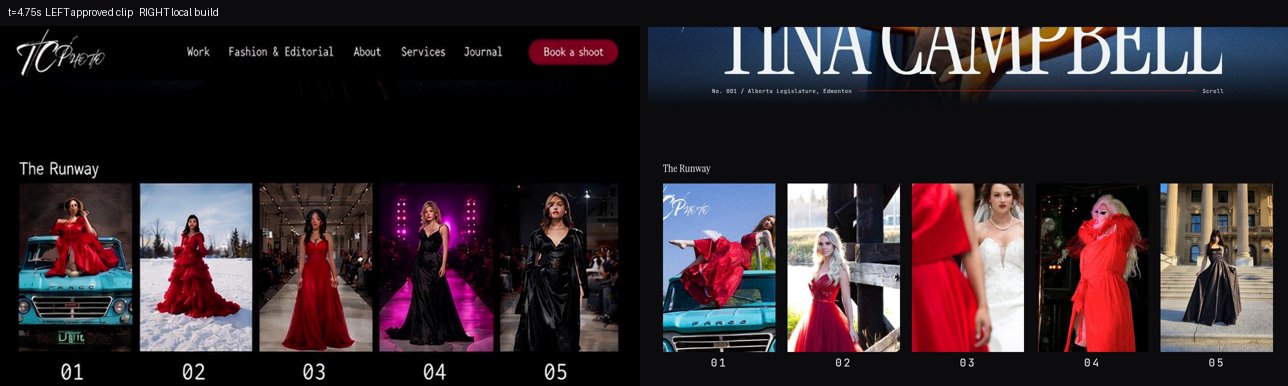 t=4.75s LEFT approved clip RIGHT local build
TCPHOTO
Work Fashion & Editorial About Services Journal Book a shoot
The Runway
01 02 03 04 05
TINA CAMPBELL
No. 001 / Alberta Legislature, Edmonton Scroll
The Runway
CPHOTO
01 02 03 04 05